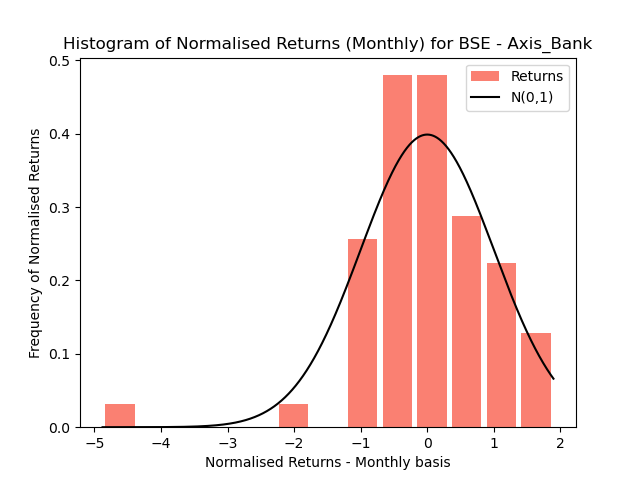 Histogram of Normalised Returns (Monthly) for BSE - Axis_Bank
Returns
N(0,1)
Frequency of Normalised Returns
0.5
0.4
0.3
0.2
0.1
0.0
−5 −4 −3 −2 −1 0 1 2
Normalised Returns - Monthly basis